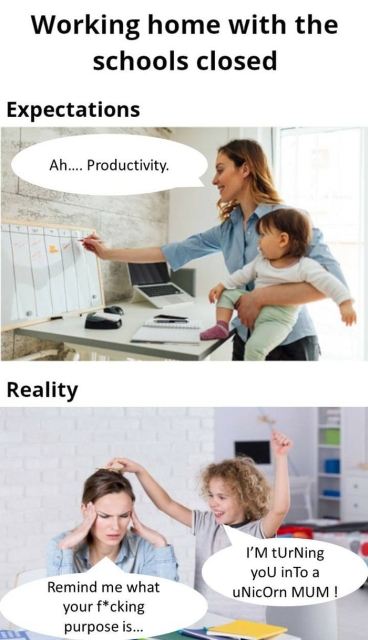 Working home with the
schools closed
Expectations
Ah.... Productivity.
Reality
I'M tUrNing
yoU inTo a
uNicOrn MUM !
Remind me what
your f*cking
purpose is...